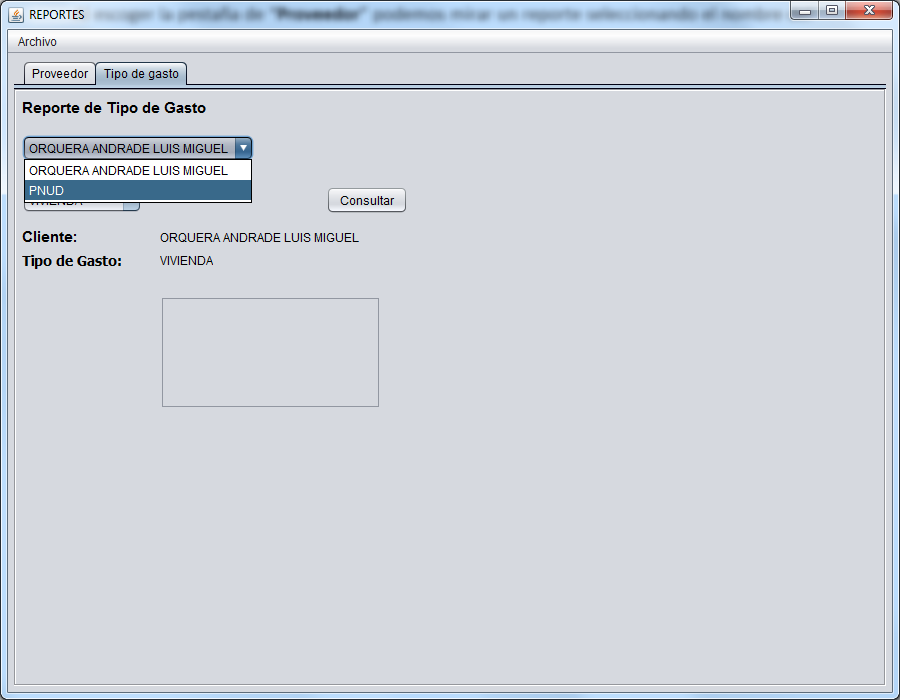 REPORTES escoger la pestaña de "Proveedor" podemos mirar un reporte seleccionando el nombre
Archivo
Proveedor Tipo de gasto
Reporte de Tipo de Gasto
ORQUERA ANDRADE LUIS MIGUEL
ORQUERA ANDRADE LUIS MIGUEL
PNUD
VIVIENDA Consultar
Cliente: ORQUERA ANDRADE LUIS MIGUEL
Tipo de Gasto: VIVIENDA